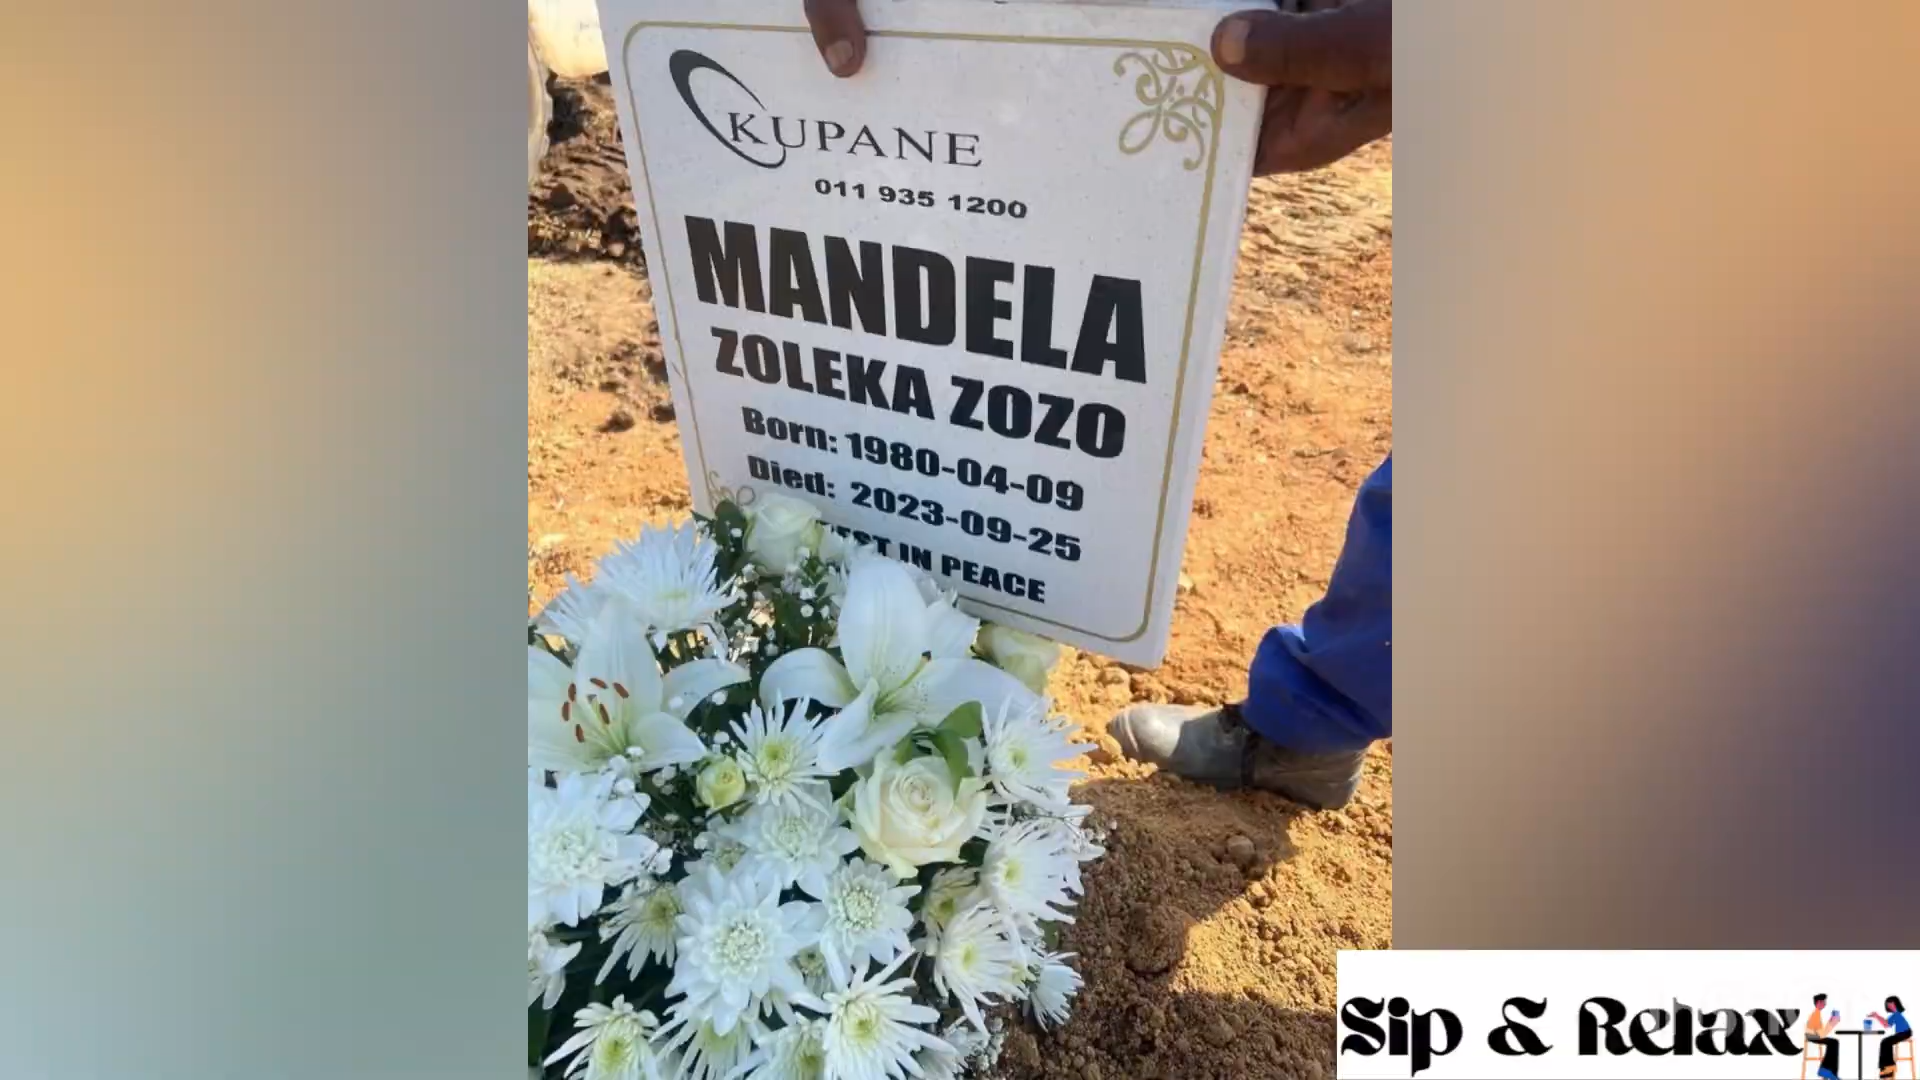 KUPANE
011 935 1200
MANDELA
ZOLEKA ZOZO
Born: 1980-04-09
Died: 2023-09-25
IN PEACE
Sip & Relax